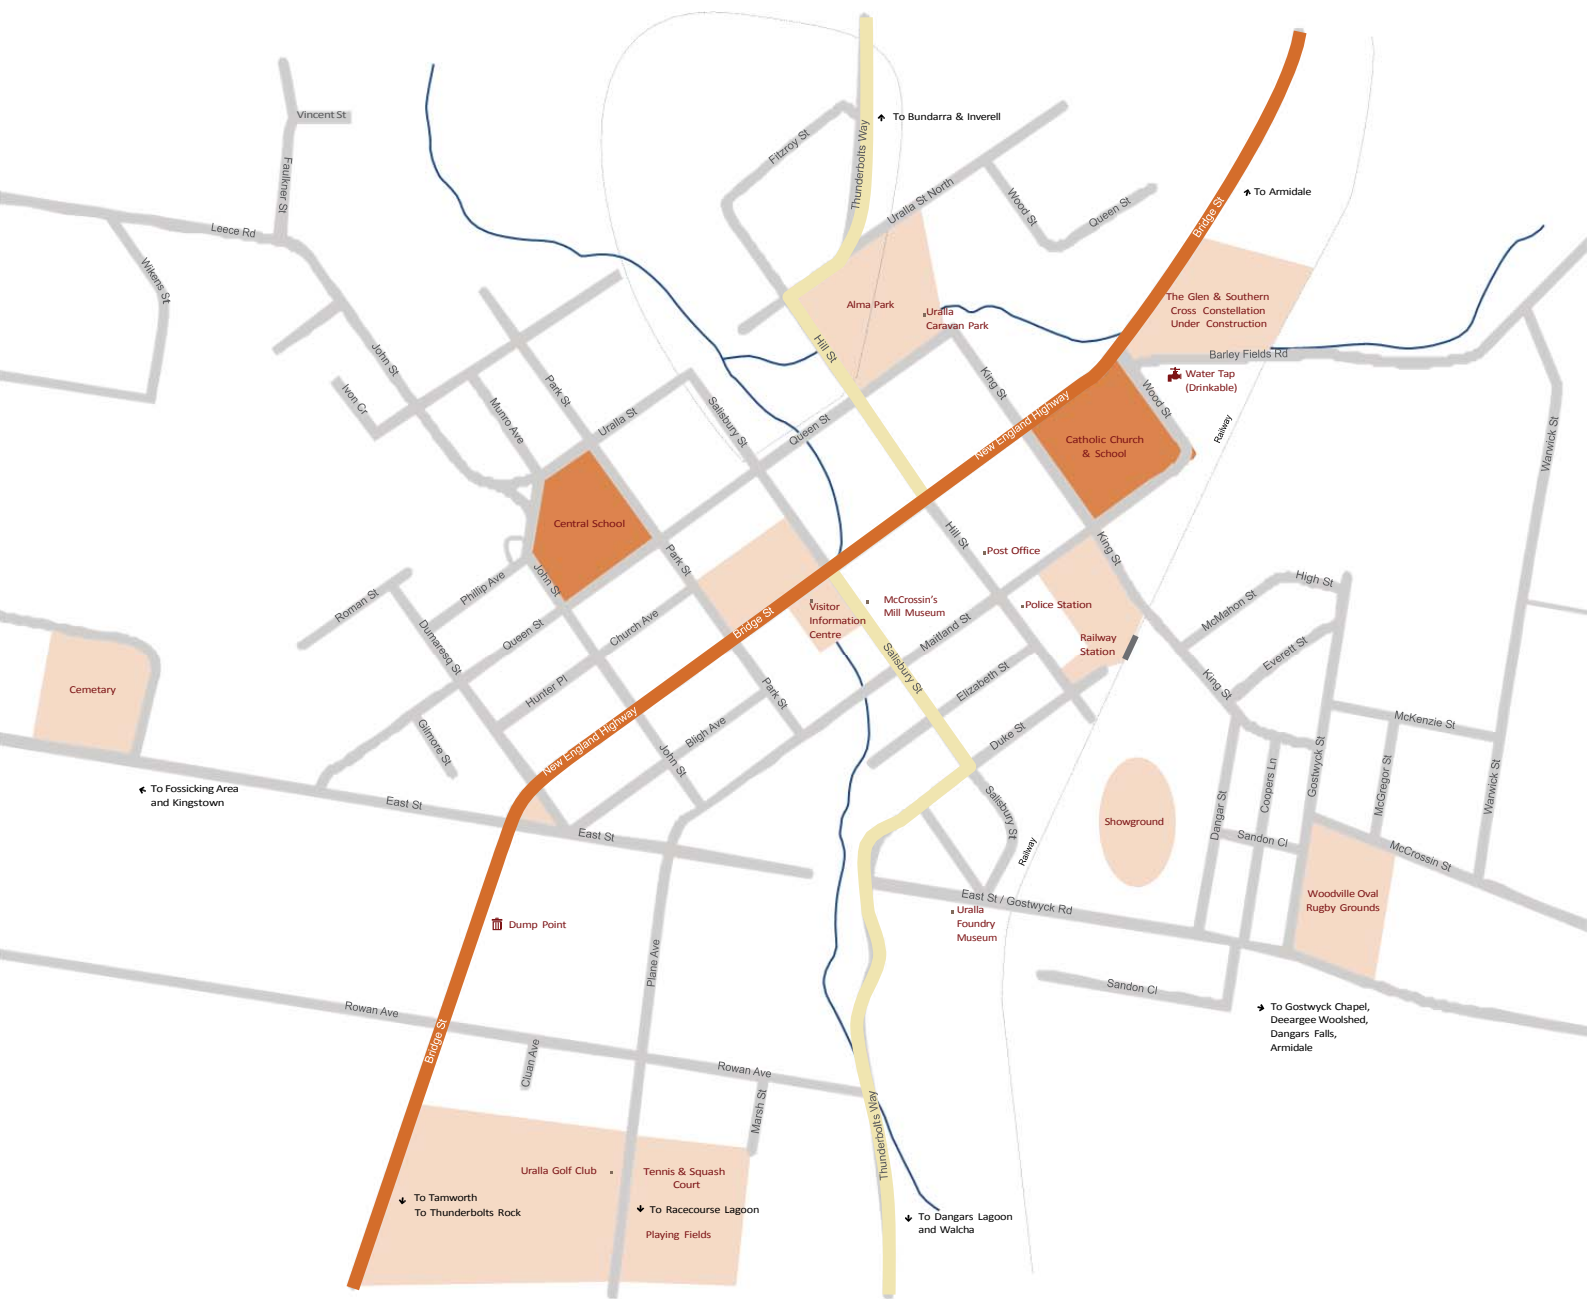 Vincent St
Faulkner St
Leece Rd
Wikens St
John St
Ivon Cr
Munro Ave
Park St
Uralla St
Salisbury St
Queen St
Fitzroy St
Thunderbolts Way
To Bundarra & Inverell
Uralla St North
Wood St
Queen St
Bridge St
To Armidale
The Glen & Southern
Cross Constellation
Under Construction
Barley Fields Rd
Water Tap
(Drinkable)
Wood St
Railway
Warwick St
Alma Park
Uralla
Caravan Park
Hill St
King St
New England Highway
Catholic Church
& School
Central School
John St
Park St
Phillip Ave
Roman St
Dumaresq St
Queen St
Church Ave
Hunter Pl
Gilmore St
Bridge St
Visitor
Information
Centre
McCrossin's
Mill Museum
Hill St
Post Office
Police Station
King St
Railway
Station
Maitland St
Elizabeth St
Salisbury St
Duke St
Salisbury St
Railway
McMahon St
High St
Everett St
King St
McKenzie St
Gostwyck St
McGregor St
Warwick St
Coopers Ln
Dangar St
Sandon Cl
McCrossin St
Showground
Woodville Oval
Rugby Grounds
Cemetary
To Fossicking Area
and Kingstown
East St
New England Highway
John St
Bligh Ave
Park St
East St
East St / Gostwyck Rd
Uralla
Foundry
Museum
Sandon Cl
To Gostwyck Chapel,
Deeargee Woolshed,
Dangars Falls,
Armidale
Dump Point
Plane Ave
Rowan Ave
Bridge St
Cluan Ave
Rowan Ave
Marsh St
Thunderbolts Way
Uralla Golf Club
Tennis & Squash
Court
To Tamworth
To Thunderbolts Rock
To Racecourse Lagoon
Playing Fields
To Dangars Lagoon
and Walcha